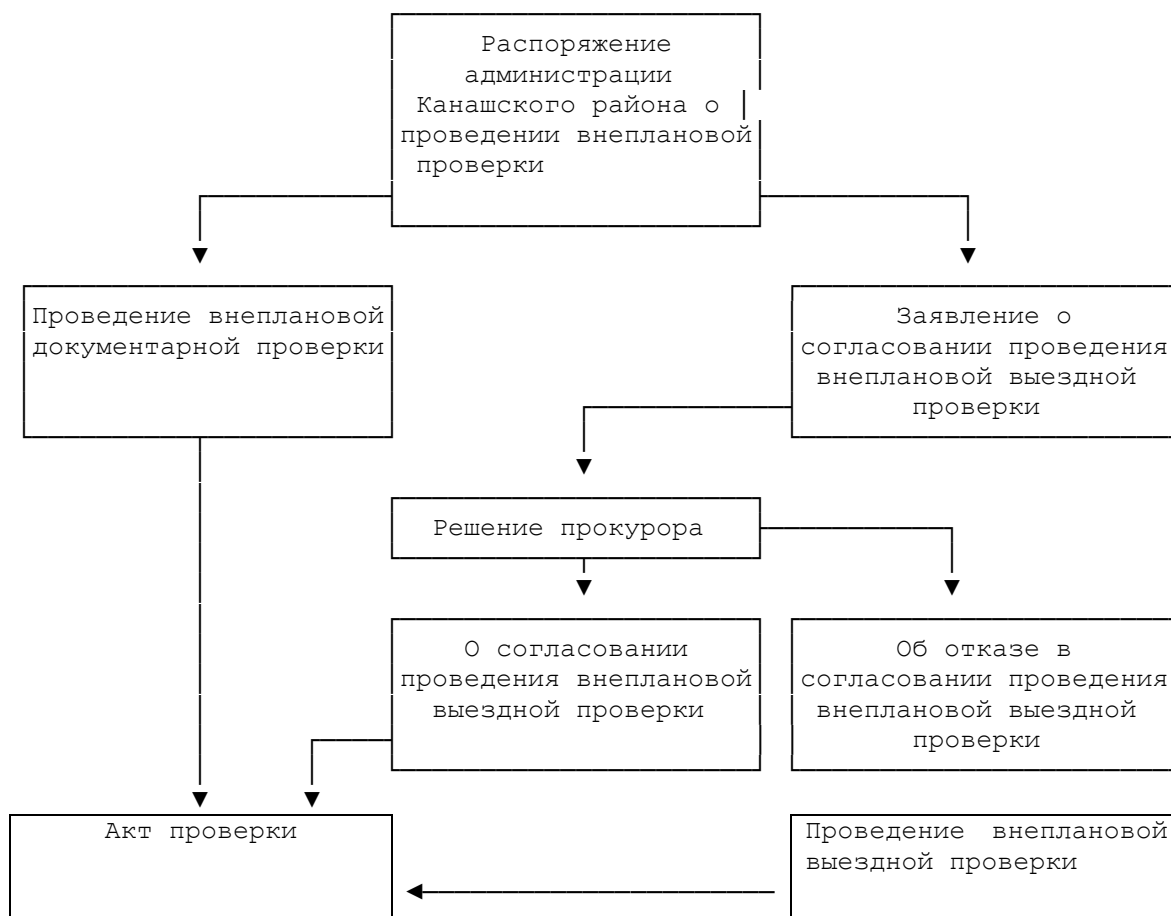 Распоряжение
администрации
Канашского района о |
проведении внеплановой
проверки
Проведение внеплановой
документарной проверки
Заявление о
согласовании проведения
внеплановой выездной
проверки
Решение прокурора
О согласовании
проведения внеплановой
выездной проверки
Об отказе в
согласовании проведения
внеплановой выездной
проверки
Акт проверки
Проведение внеплановой
выездной проверки